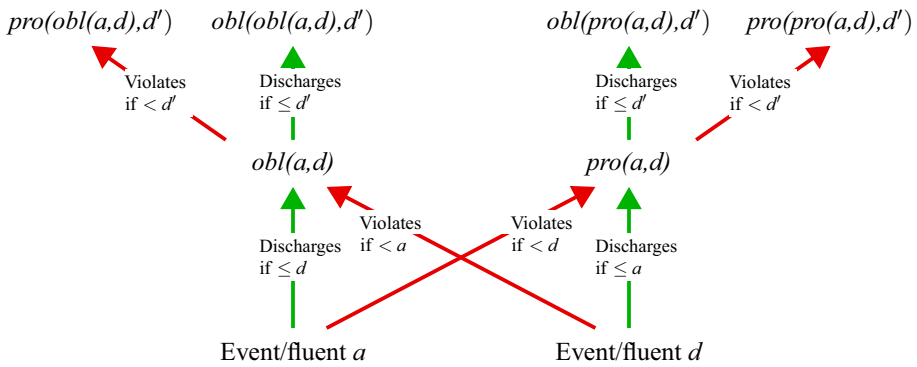 pro(obl(a,d),d′) obl(obl(a,d),d′) obl(pro(a,d),d′) pro(pro(a,d),d′)
Violates
if < d′
Discharges
if ≤ d′
Discharges
if ≤ d′
Violates
if < d′
obl(a,d) pro(a,d)
Discharges
if ≤ d
Violates
if < a
Violates
if < d
Discharges
if ≤ a
Event/fluent a Event/fluent d